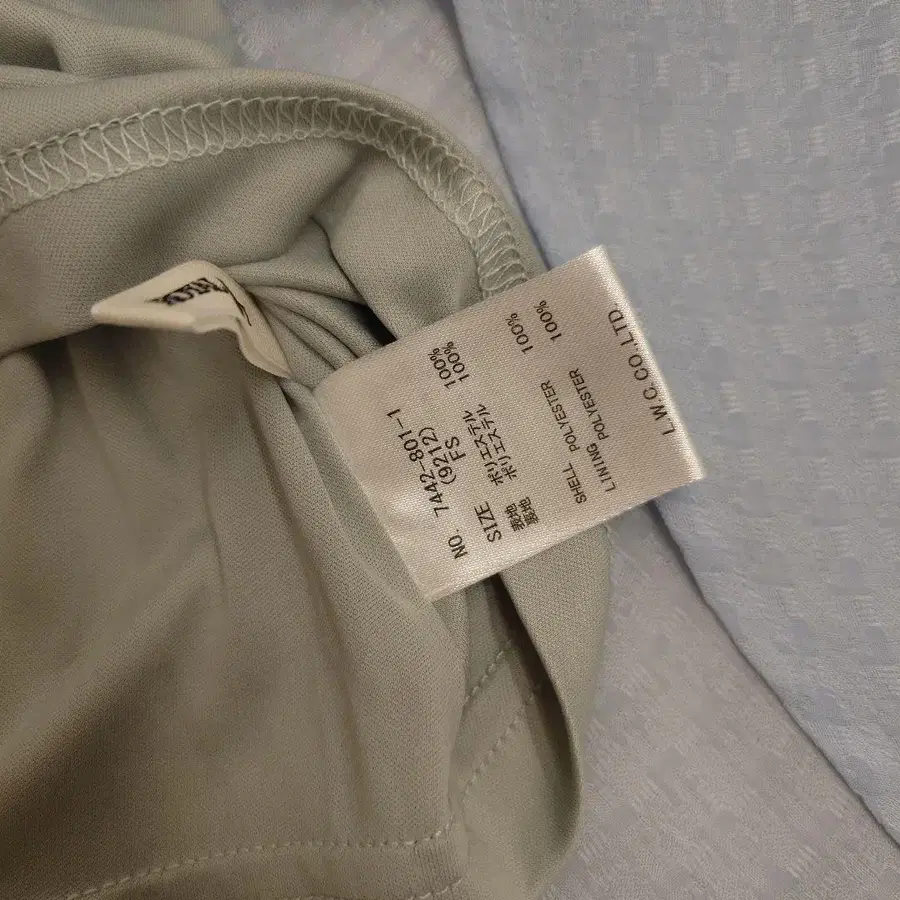 NO. 7442-801-1
(9212)
SIZE FS
表地 ポリエステル 100%
裏地 ポリエステル 100%
SHELL POLYESTER 100%
LINING POLYESTER 100%
L.W.C.CO.,LTD.